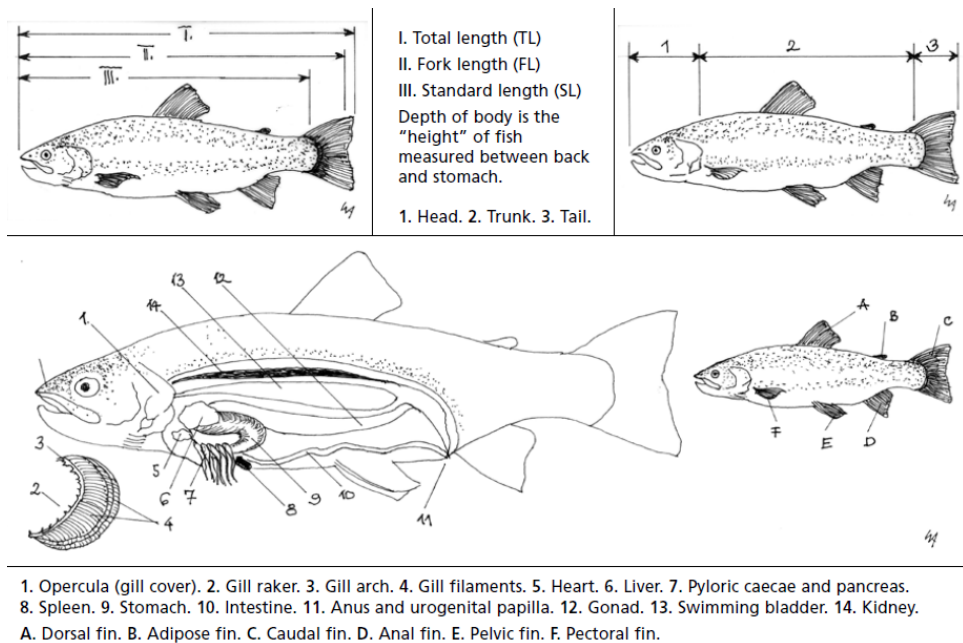 I.
II.
III.
I. Total length (TL)
II. Fork length (FL)
III. Standard length (SL)
Depth of body is the
“height” of fish
measured between back
and stomach.
1. Head. 2. Trunk. 3. Tail.
1 2 3
14 13 12
1
A B C
F E D
3
2
4
5 6 7 8 9 10 11
1. Opercula (gill cover). 2. Gill raker. 3. Gill arch. 4. Gill filaments. 5. Heart. 6. Liver. 7. Pyloric caecae and pancreas.
8. Spleen. 9. Stomach. 10. Intestine. 11. Anus and urogenital papilla. 12. Gonad. 13. Swimming bladder. 14. Kidney.
A. Dorsal fin. B. Adipose fin. C. Caudal fin. D. Anal fin. E. Pelvic fin. F. Pectoral fin.